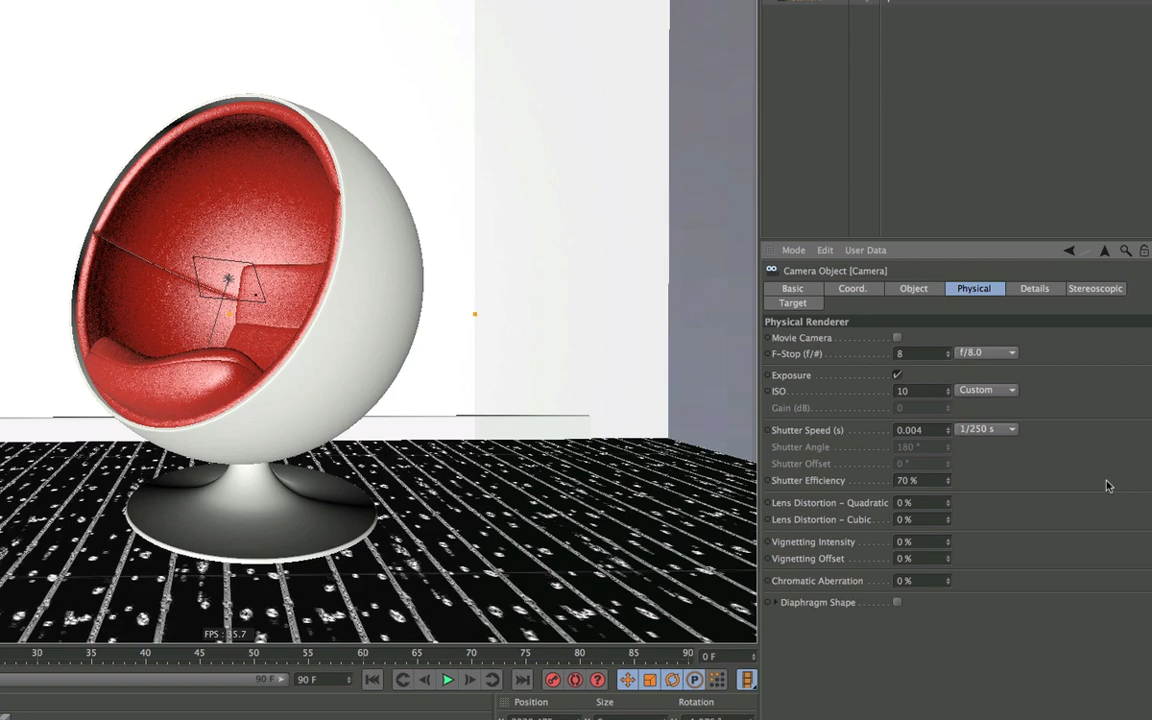 Mode Edit User Data
Camera Object [Camera]
Basic Coord. Object Physical Details Stereoscopic
Target
Physical Renderer
Movie Camera
F-Stop (f/#) 8 f/8.0
Exposure
ISO 10 Custom
Gain (dB) 0
Shutter Speed (s) 0.004 1/250 s
Shutter Angle 180 °
Shutter Offset 0 °
Shutter Efficiency 70 %
Lens Distortion - Quadratic 0 %
Lens Distortion - Cubic 0 %
Vignetting Intensity 0 %
Vignetting Offset 0 %
Chromatic Aberration 0 %
Diaphragm Shape
30 35 40 45 50 55 60 65 70 75 80 85 90 0 F
90 F 90 F
P
Position Size Rotation